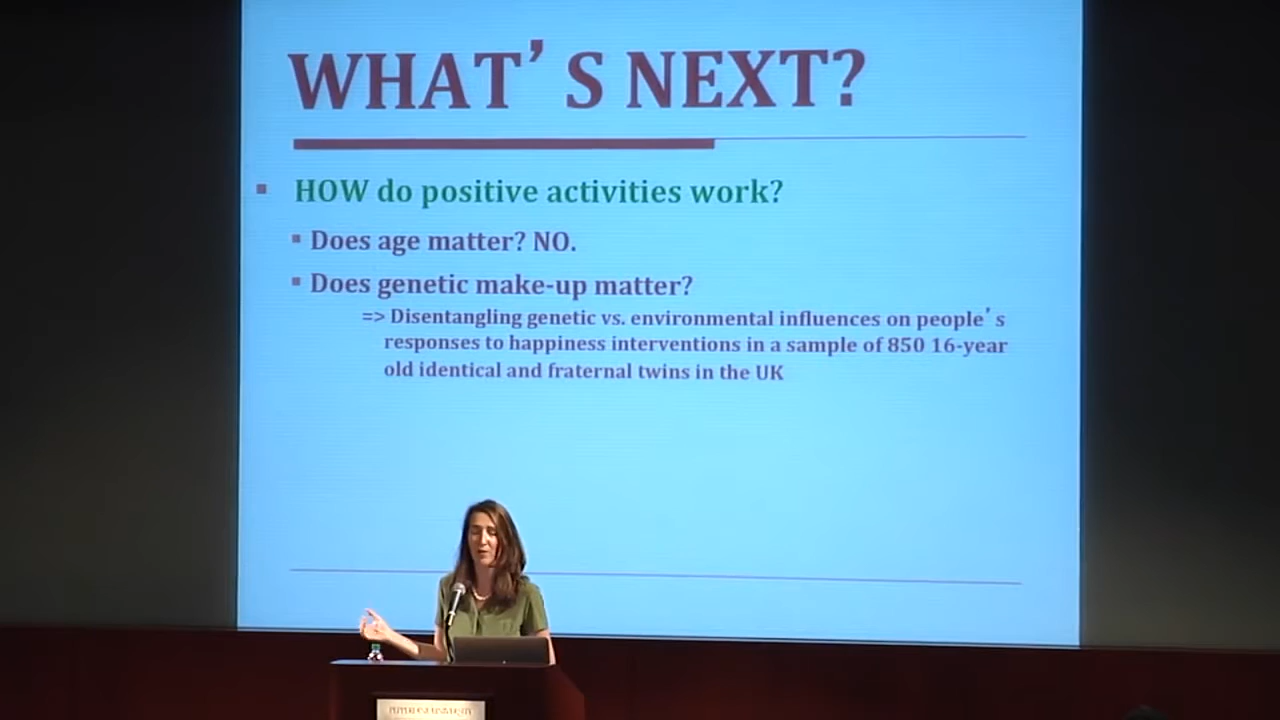 WHAT’S NEXT?
▪ HOW do positive activities work?
▪ Does age matter? NO.
▪ Does genetic make-up matter?
=> Disentangling genetic vs. environmental influences on people’s
responses to happiness interventions in a sample of 850 16-year
old identical and fraternal twins in the UK